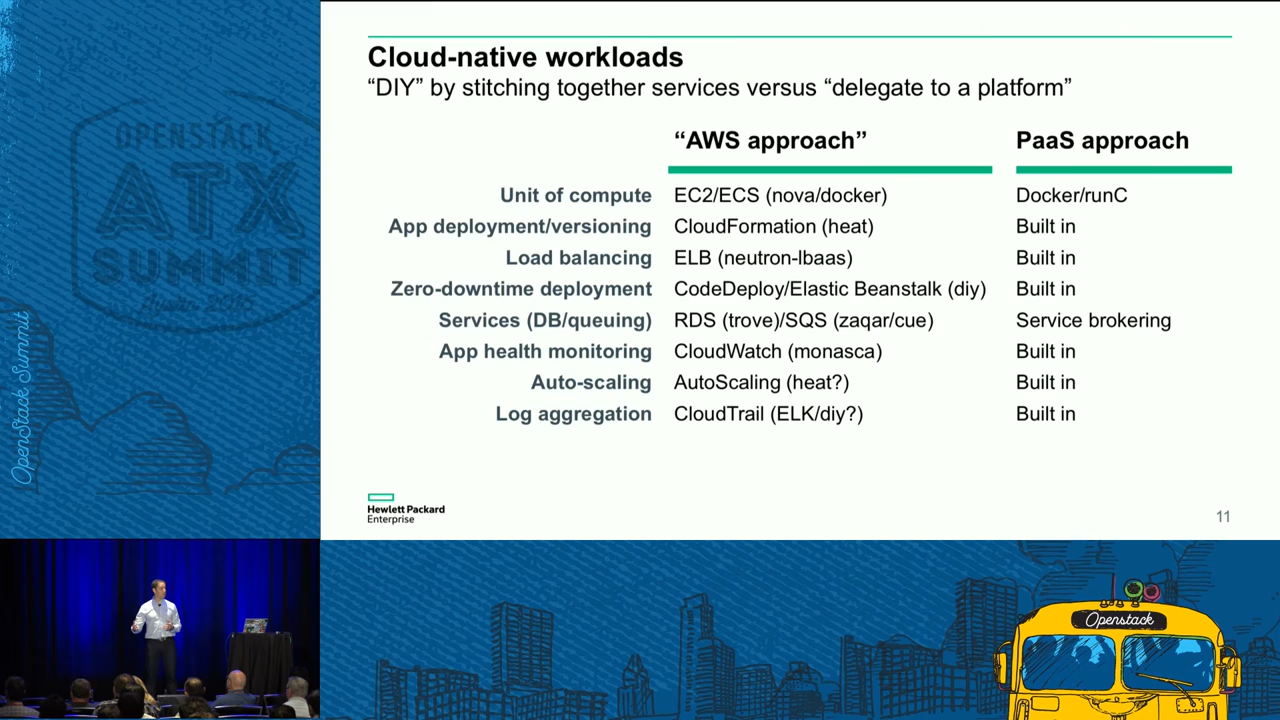 Cloud-native workloads
“DIY” by stitching together services versus “delegate to a platform”
“AWS approach” PaaS approach
Unit of compute EC2/ECS (nova/docker) Docker/runC
App deployment/versioning CloudFormation (heat) Built in
Load balancing ELB (neutron-lbaas) Built in
Zero-downtime deployment CodeDeploy/Elastic Beanstalk (diy) Built in
Services (DB/queuing) RDS (trove)/SQS (zaqar/cue) Service brokering
App health monitoring CloudWatch (monasca) Built in
Auto-scaling AutoScaling (heat?) Built in
Log aggregation CloudTrail (ELK/diy?) Built in
Hewlett Packard
Enterprise
11
OPENSTACK
ATX
SUMMIT
OpenStack Summit
Openstack